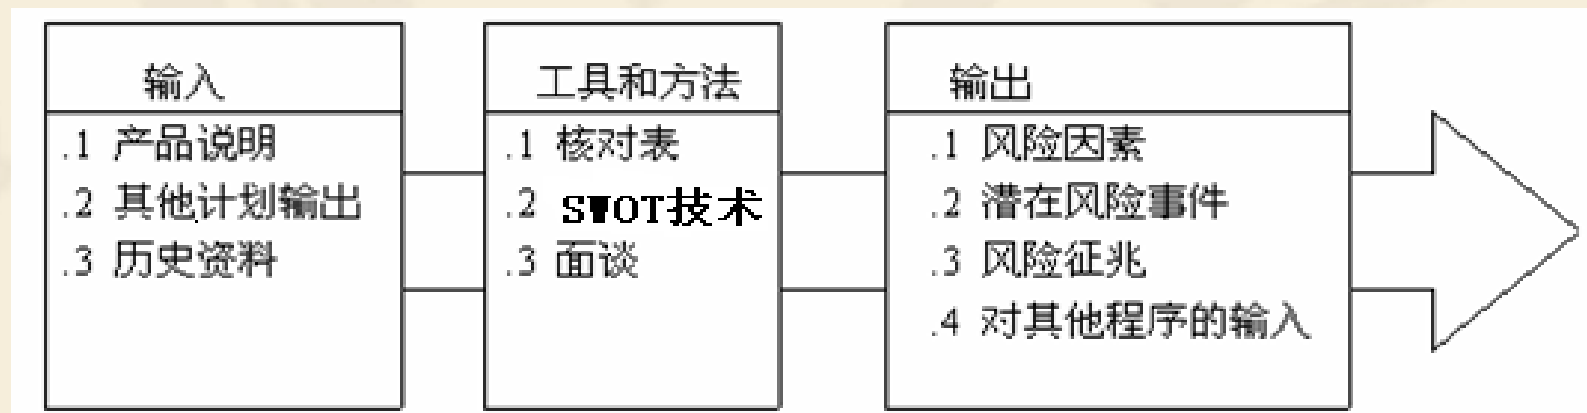 输入
.1 产品说明
.2 其他计划输出
.3 历史资料
工具和方法
.1 核对表
.2 SWOT技术
.3 面谈
输出
.1 风险因素
.2 潜在风险事件
.3 风险征兆
.4 对其他程序的输入